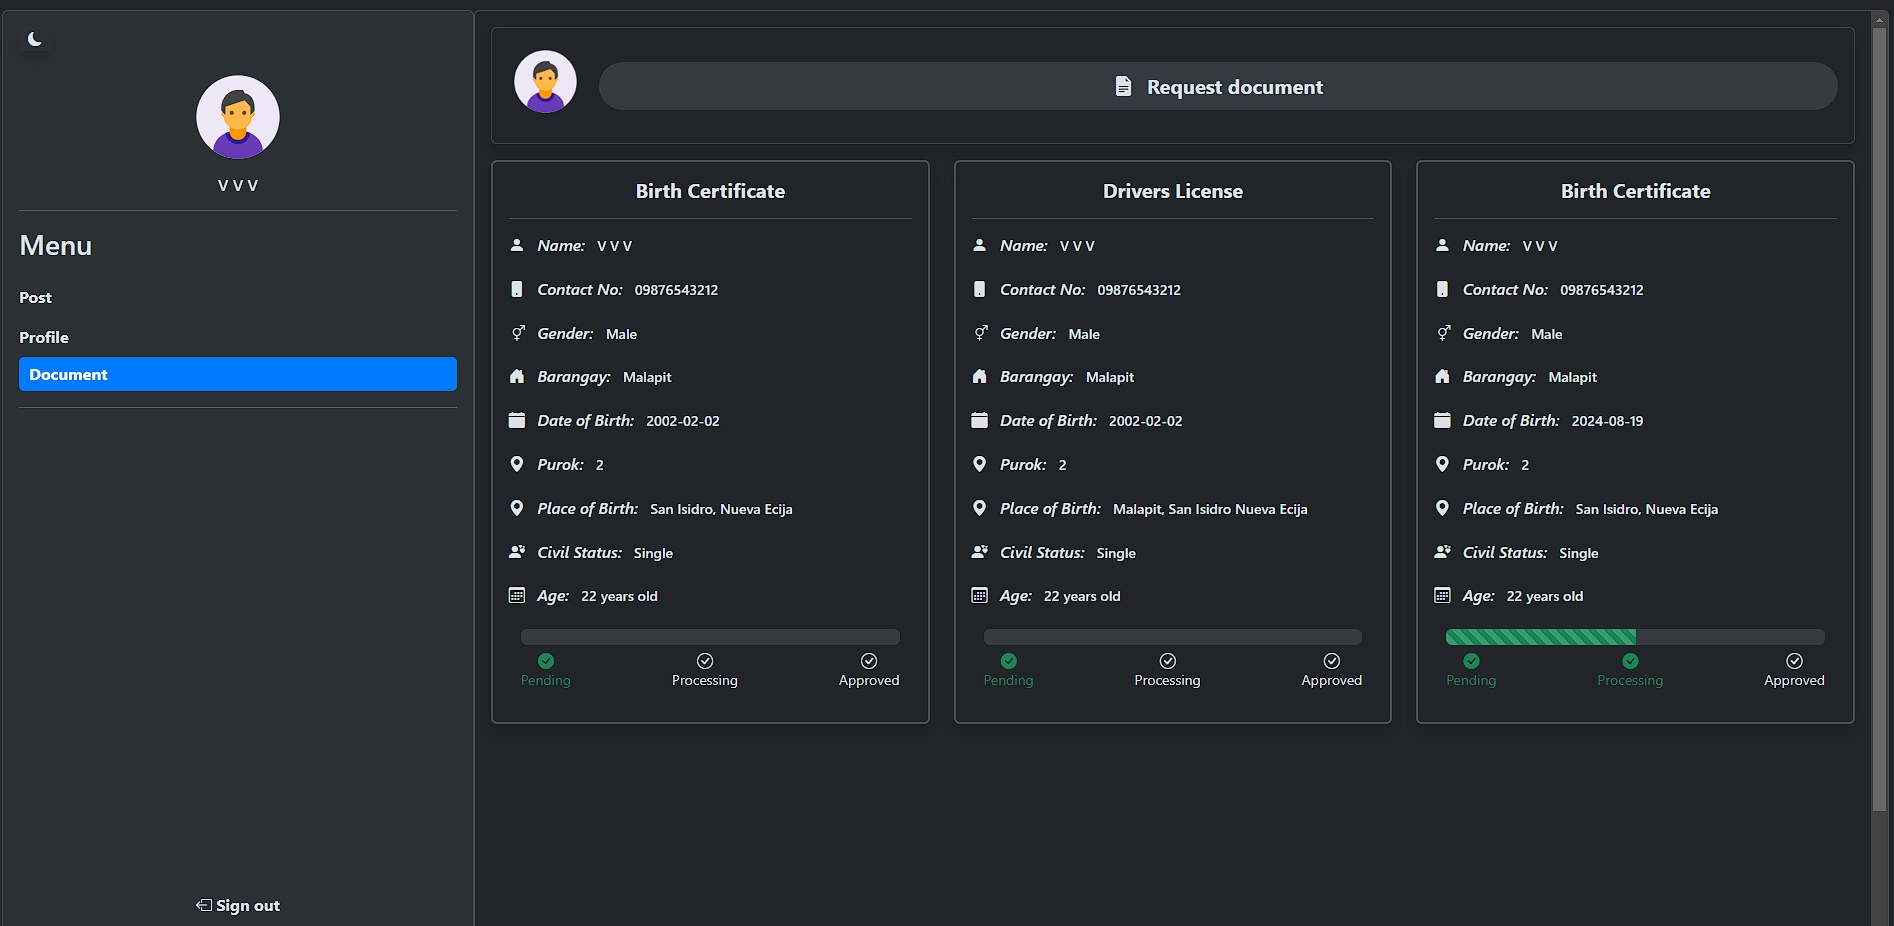 V V V
Menu
Post
Profile
Document
Sign out
Request document
Birth Certificate
Name: V V V
Contact No: 09876543212
Gender: Male
Barangay: Malapit
Date of Birth: 2002-02-02
Purok: 2
Place of Birth: San Isidro, Nueva Ecija
Civil Status: Single
Age: 22 years old
Pending Processing Approved
Drivers License
Name: V V V
Contact No: 09876543212
Gender: Male
Barangay: Malapit
Date of Birth: 2002-02-02
Purok: 2
Place of Birth: Malapit, San Isidro Nueva Ecija
Civil Status: Single
Age: 22 years old
Pending Processing Approved
Birth Certificate
Name: V V V
Contact No: 09876543212
Gender: Male
Barangay: Malapit
Date of Birth: 2024-08-19
Purok: 2
Place of Birth: San Isidro, Nueva Ecija
Civil Status: Single
Age: 22 years old
Pending Processing Approved